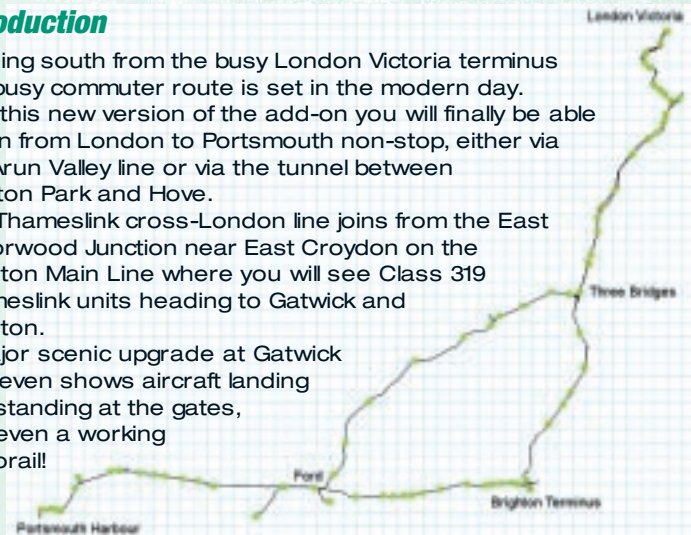 oduction
ing south from the busy London Victoria terminus
busy commuter route is set in the modern day.
this new version of the add-on you will finally be able
n from London to Portsmouth non-stop, either via
Arun Valley line or via the tunnel between
ton Park and Hove.
Thameslink cross-London line joins from the East
orwood Junction near East Croydon on the
ton Main Line where you will see Class 319
meslink units heading to Gatwick and
ton.
jor scenic upgrade at Gatwick
even shows aircraft landing
standing at the gates,
even a working
orail!
London Victoria
Three Bridges
Ford
Brighton Terminus
Portsmouth Harbour